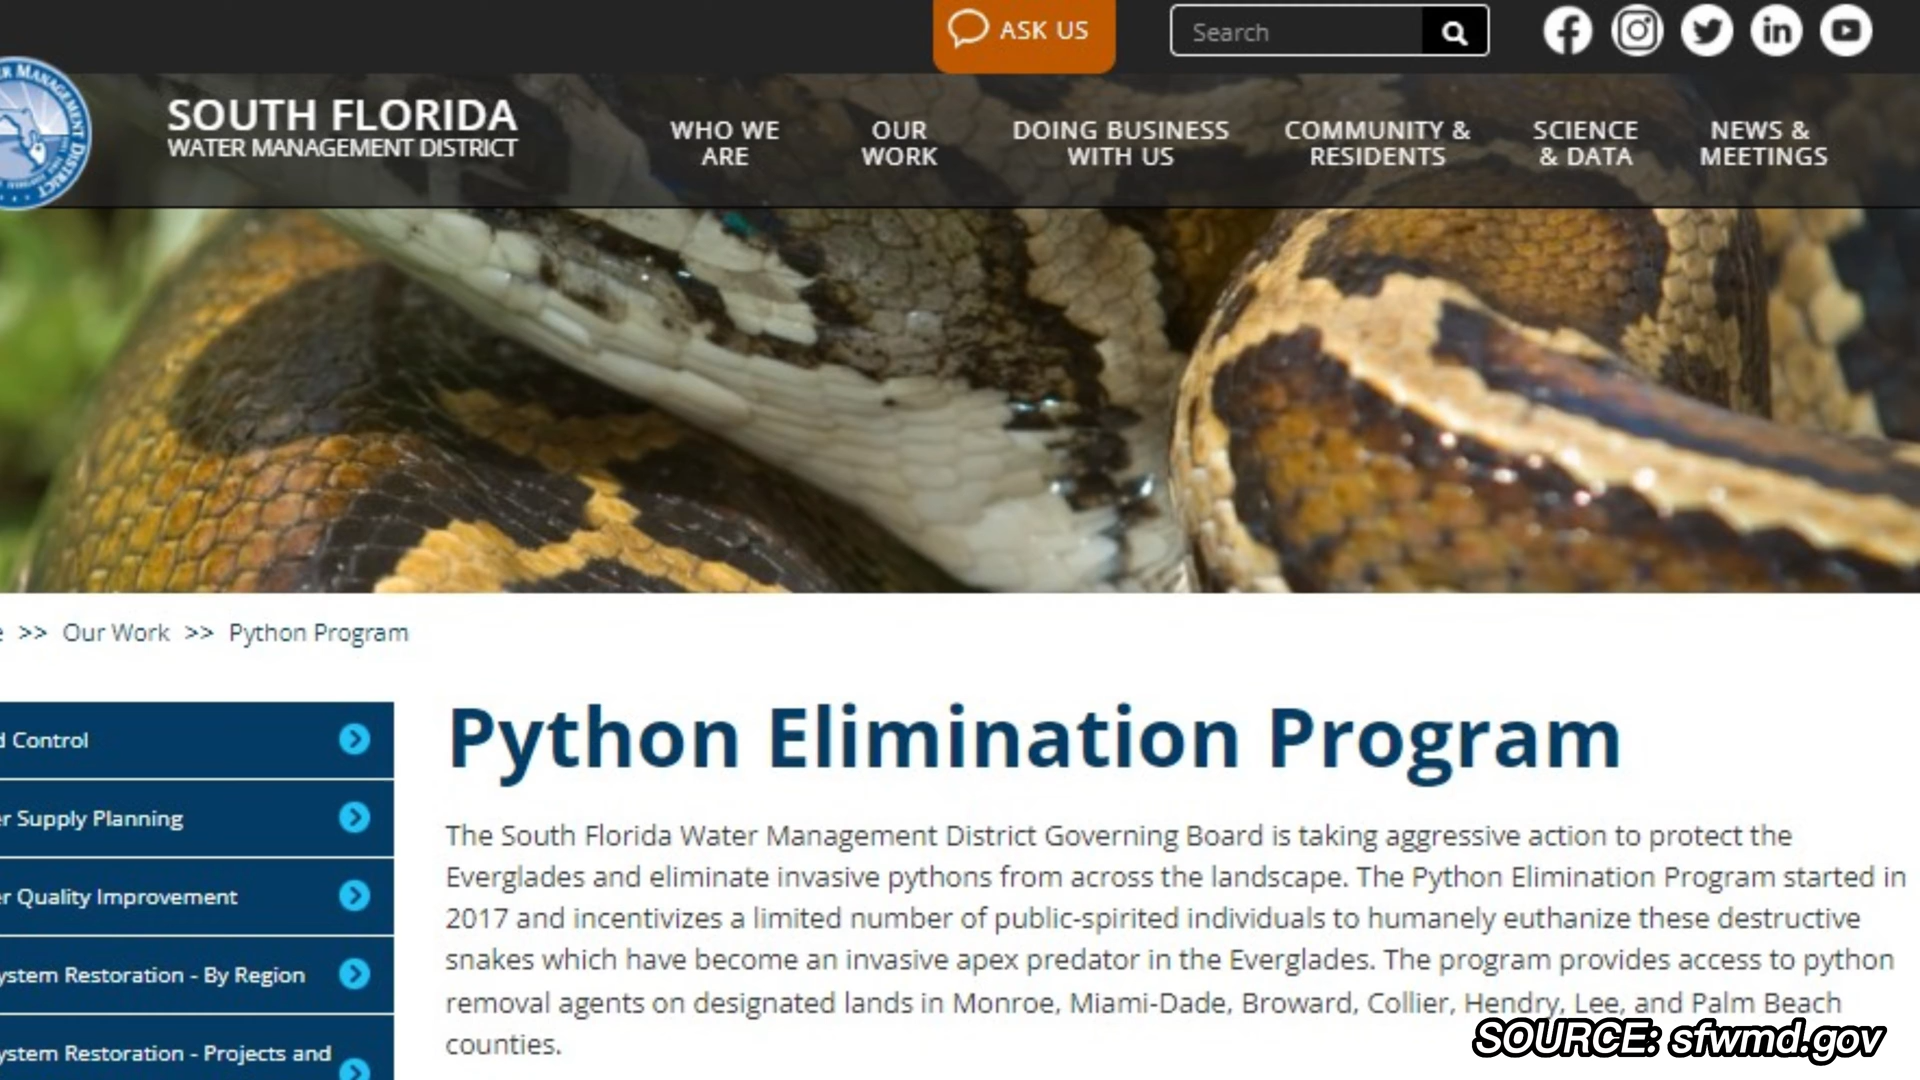 ASK US
Search
SOUTH FLORIDA
WATER MANAGEMENT DISTRICT
WHO WE
ARE
OUR
WORK
DOING BUSINESS
WITH US
COMMUNITY &
RESIDENTS
SCIENCE
& DATA
NEWS &
MEETINGS
>> Our Work >> Python Program
Control
Supply Planning
Quality Improvement
Restoration - By Region
Restoration - Projects and
Python Elimination Program
The South Florida Water Management District Governing Board is taking aggressive action to protect the
Everglades and eliminate invasive pythons from across the landscape. The Python Elimination Program started in
2017 and incentivizes a limited number of public-spirited individuals to humanely euthanize these destructive
snakes which have become an invasive apex predator in the Everglades. The program provides access to python
removal agents on designated lands in Monroe, Miami-Dade, Broward, Collier, Hendry, Lee, and Palm Beach
counties.
SOURCE: sfwmd.gov